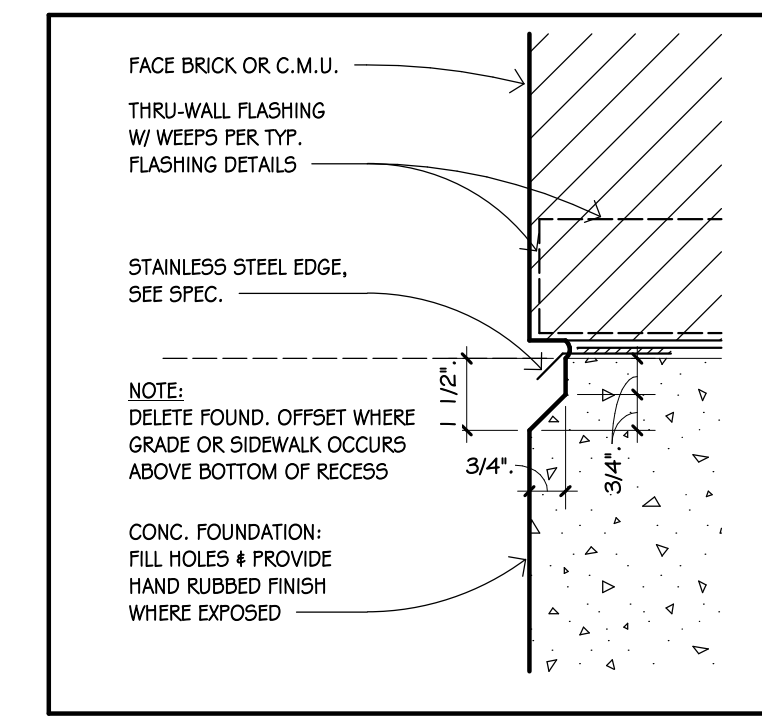 FACE BRICK OR C.M.U.
THRU-WALL FLASHING
W/ WEEPS PER TYP.
FLASHING DETAILS
STAINLESS STEEL EDGE,
SEE SPEC.
1 1/2".
NOTE:
DELETE FOUND. OFFSET WHERE
GRADE OR SIDEWALK OCCURS
ABOVE BOTTOM OF RECESS
3/4".
3/4".
CONC. FOUNDATION:
FILL HOLES & PROVIDE
HAND RUBBED FINISH
WHERE EXPOSED